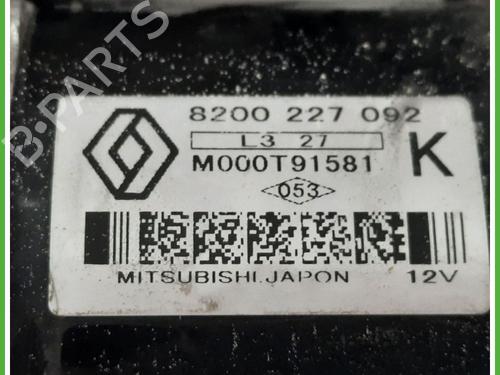 B-PARTS
8200 227 092
L3 27
M000T91581 K
053
MITSUBISHI.JAPON 12V